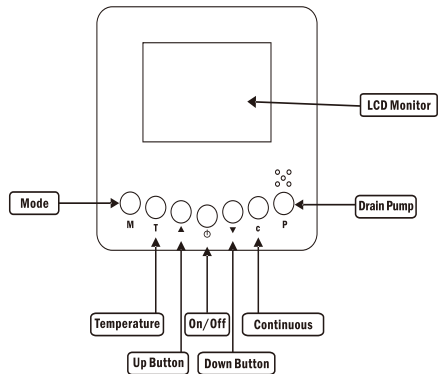 LCD Monitor
Mode
Drain Pump
M T ▲ ⏻ ▼ c P
Temperature
On/Off
Continuous
Up Button
Down Button